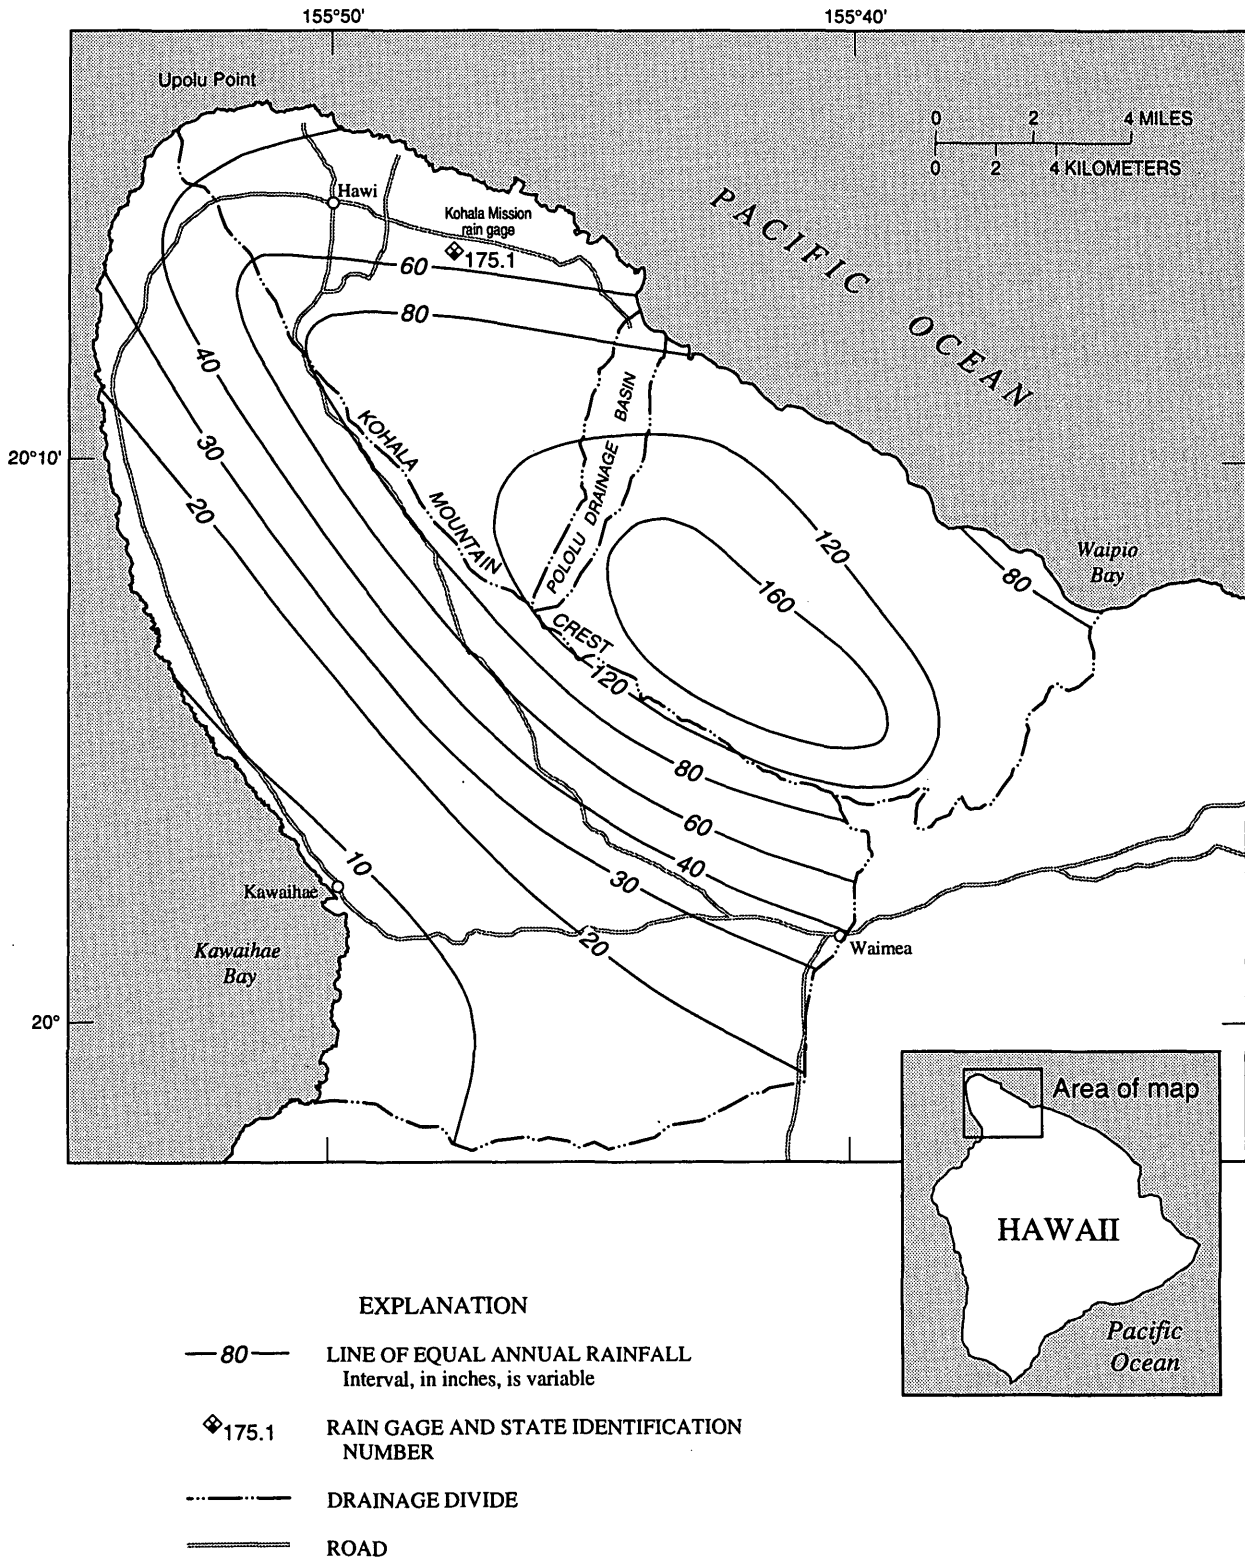 155°50'
155°40'
Upolu Point
0 2 4 MILES
0 2 4 KILOMETERS
PACIFIC
OCEAN
Hawi
Kohala Mission
rain gage
175.1
60
80
40
30
20
20°10'
KOHALA
MOUNTAIN
CREST
POLOLU DRAINAGE BASIN
120
160
80
Waipio
Bay
120
80
60
40
30
20
10
Kawaihae
Kawaihae
Bay
Waimea
20°
Area of map
HAWAII
Pacific
Ocean
EXPLANATION
80
LINE OF EQUAL ANNUAL RAINFALL
Interval, in inches, is variable
175.1
RAIN GAGE AND STATE IDENTIFICATION
NUMBER
DRAINAGE DIVIDE
ROAD